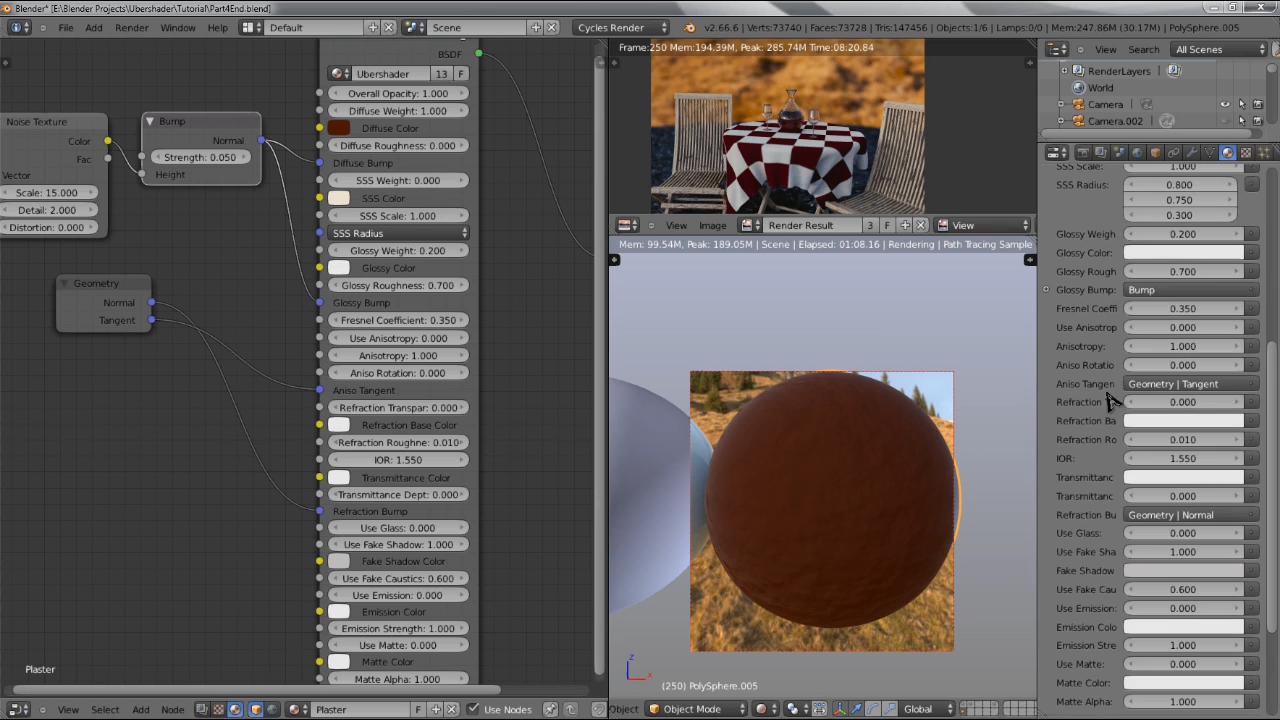 Blender* [E:\Blender Projects\Ubershader\Tutorial\Part4End.blend]
File Add Render Window Help Default Scene Cycles Render v2.66.6 | Verts:73740 | Faces:73728 | Tris:147456 | Objects:1/6 | Lamps:0/0 | Mem:247.86M (30.17M) | PolySphere.005
Noise Texture
Color
Fac
Vector
Scale: 15.000
Detail: 2.000
Distortion: 0.000
Bump
Normal
Strength: 0.050
Height
Geometry
Normal
Tangent
BSDF
Ubershader 13 F
Overall Opacity: 1.000
Diffuse Weight: 1.000
Diffuse Color
Diffuse Roughness: 0.000
Diffuse Bump
SSS Weight: 0.000
SSS Color
SSS Scale: 1.000
SSS Radius
Glossy Weight: 0.200
Glossy Color
Glossy Roughness: 0.700
Glossy Bump
Fresnel Coefficient: 0.350
Use Anisotropy: 0.000
Anisotropy: 1.000
Aniso Rotation: 0.000
Aniso Tangent
Refraction Transpar: 0.000
Refraction Base Color
Refraction Roughne: 0.010
IOR: 1.550
Transmittance Color
Transmittance Dept: 0.000
Refraction Bump
Use Glass: 0.000
Use Fake Shadow: 1.000
Fake Shadow Color
Use Fake Caustics: 0.600
Use Emission: 0.000
Emission Color
Emission Strength: 1.000
Use Matte: 0.000
Matte Color
Matte Alpha: 1.000
Plaster
View Select Add Node Plaster F Use Nodes
Frame:250 Mem:194.39M, Peak: 285.74M Time:08:20.84
View Image Render Result 3 F View
Mem: 99.54M, Peak: 189.05M | Scene | Elapsed: 01:08.16 | Rendering | Path Tracing Sample
z
x
(250) PolySphere.005
Object Object Mode Global
View Search All Scenes
RenderLayers
World
Camera
Camera.002
1.000
SSS Radius: 0.800
0.750
0.300
Glossy Weigh 0.200
Glossy Color:
Glossy Rough 0.700
Glossy Bump: Bump
Fresnel Coeffi 0.350
Use Anisotrop 0.000
Anisotropy: 1.000
Aniso Rotatio 0.000
Aniso Tangen Geometry | Tangent
Refraction 0.000
Refraction Ba
Refraction Ro 0.010
IOR: 1.550
Transmittanc
Transmittanc 0.000
Refraction Bu Geometry | Normal
Use Glass: 0.000
Use Fake Sha 1.000
Fake Shadow
Use Fake Cau 0.600
Use Emission: 0.000
Emission Colo
Emission Stre 1.000
Use Matte: 0.000
Matte Color:
Matte Alpha: 1.000